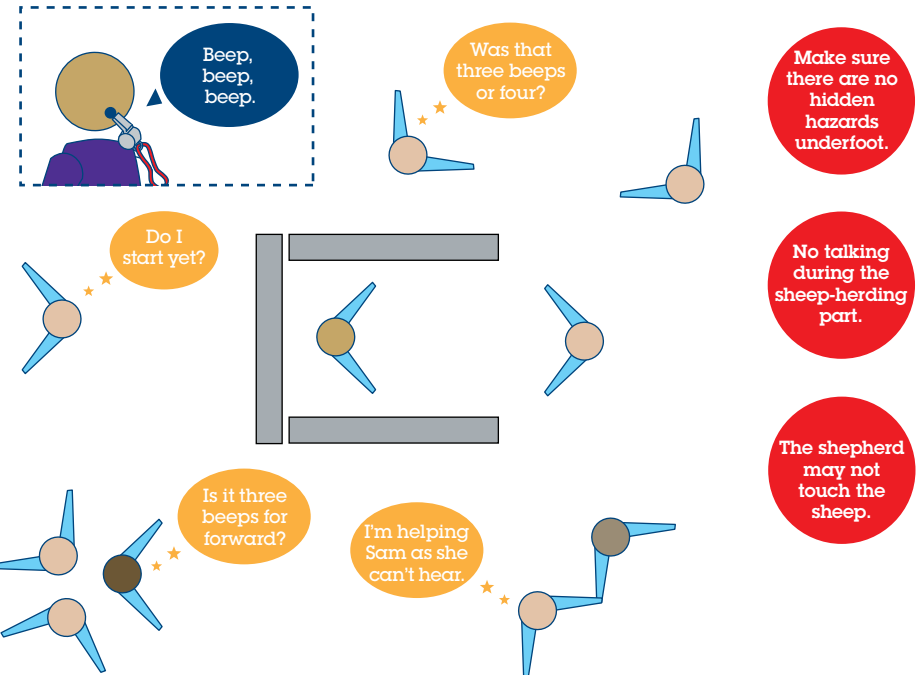 Beep,
beep,
beep.
Was that
three beeps
or four?
Make sure
there are no
hidden
hazards
underfoot.
Do I
start yet?
No talking
during the
sheep-herding
part.
The shepherd
may not
touch the
sheep.
Is it three
beeps for
forward?
I'm helping
Sam as she
can't hear.